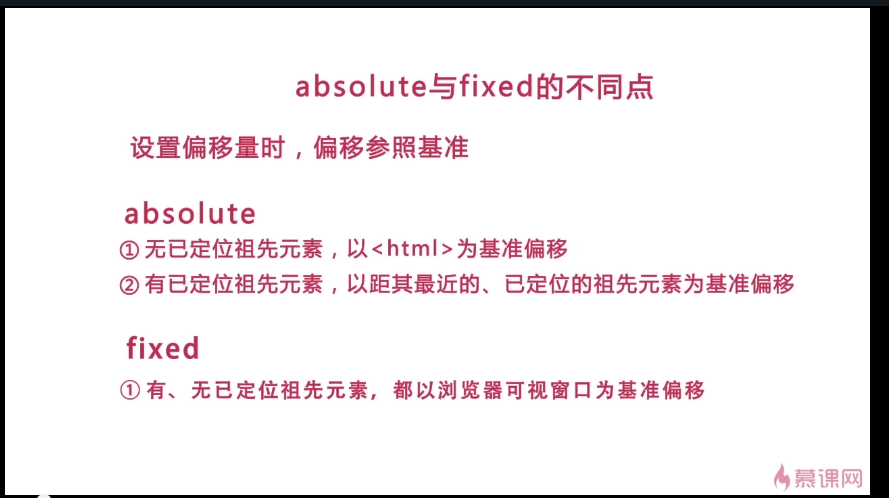 absolute与fixed的不同点
设置偏移量时，偏移参照基准
absolute
① 无已定位祖先元素，以<html>为基准偏移
② 有已定位祖先元素，以距其最近的、已定位的祖先元素为基准偏移
fixed
① 有、无已定位祖先元素, 都以浏览器可视窗口为基准偏移
慕课网